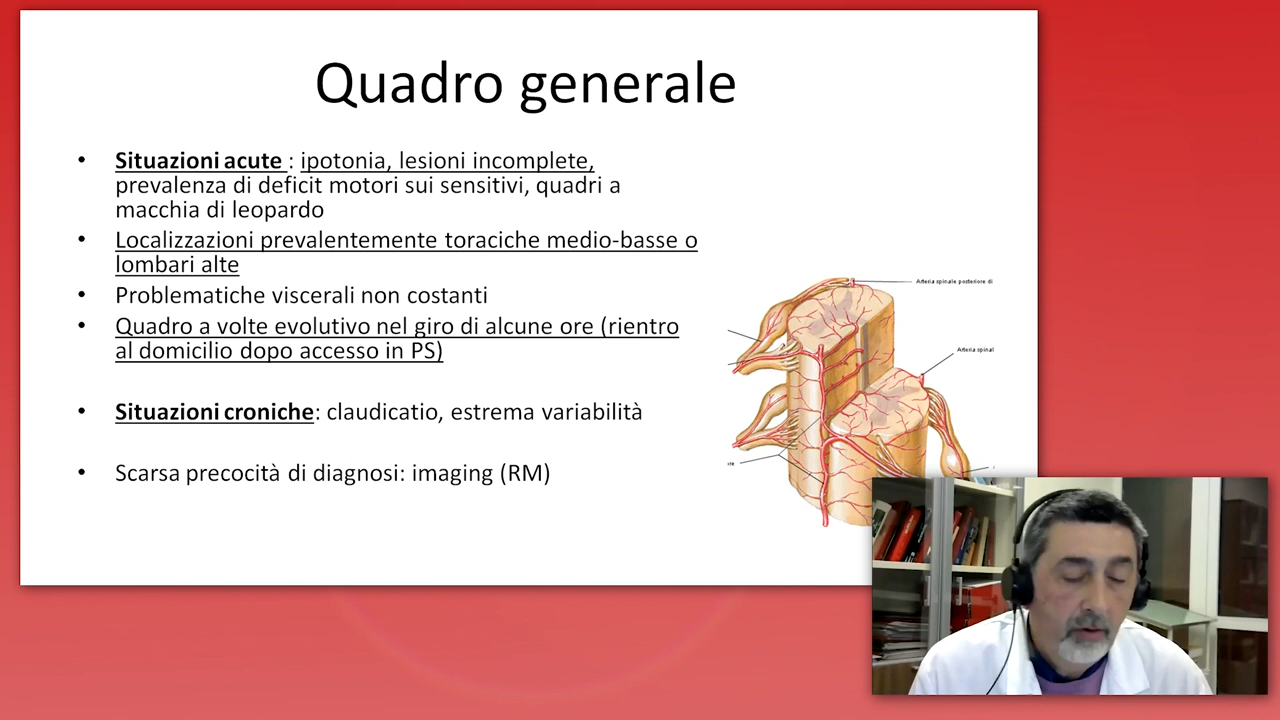 Quadro generale
• Situazioni acute : ipotonia, lesioni incomplete,
prevalenza di deficit motori sui sensitivi, quadri a
macchia di leopardo
• Localizzazioni prevalentemente toraciche medio-basse o
lombari alte
• Problematiche viscerali non costanti
• Quadro a volte evolutivo nel giro di alcune ore (rientro
al domicilio dopo accesso in PS)
• Situazioni croniche: claudicatio, estrema variabilità
• Scarsa precocità di diagnosi: imaging (RM)
Arteria spinale posteriore di
Arteria spinal